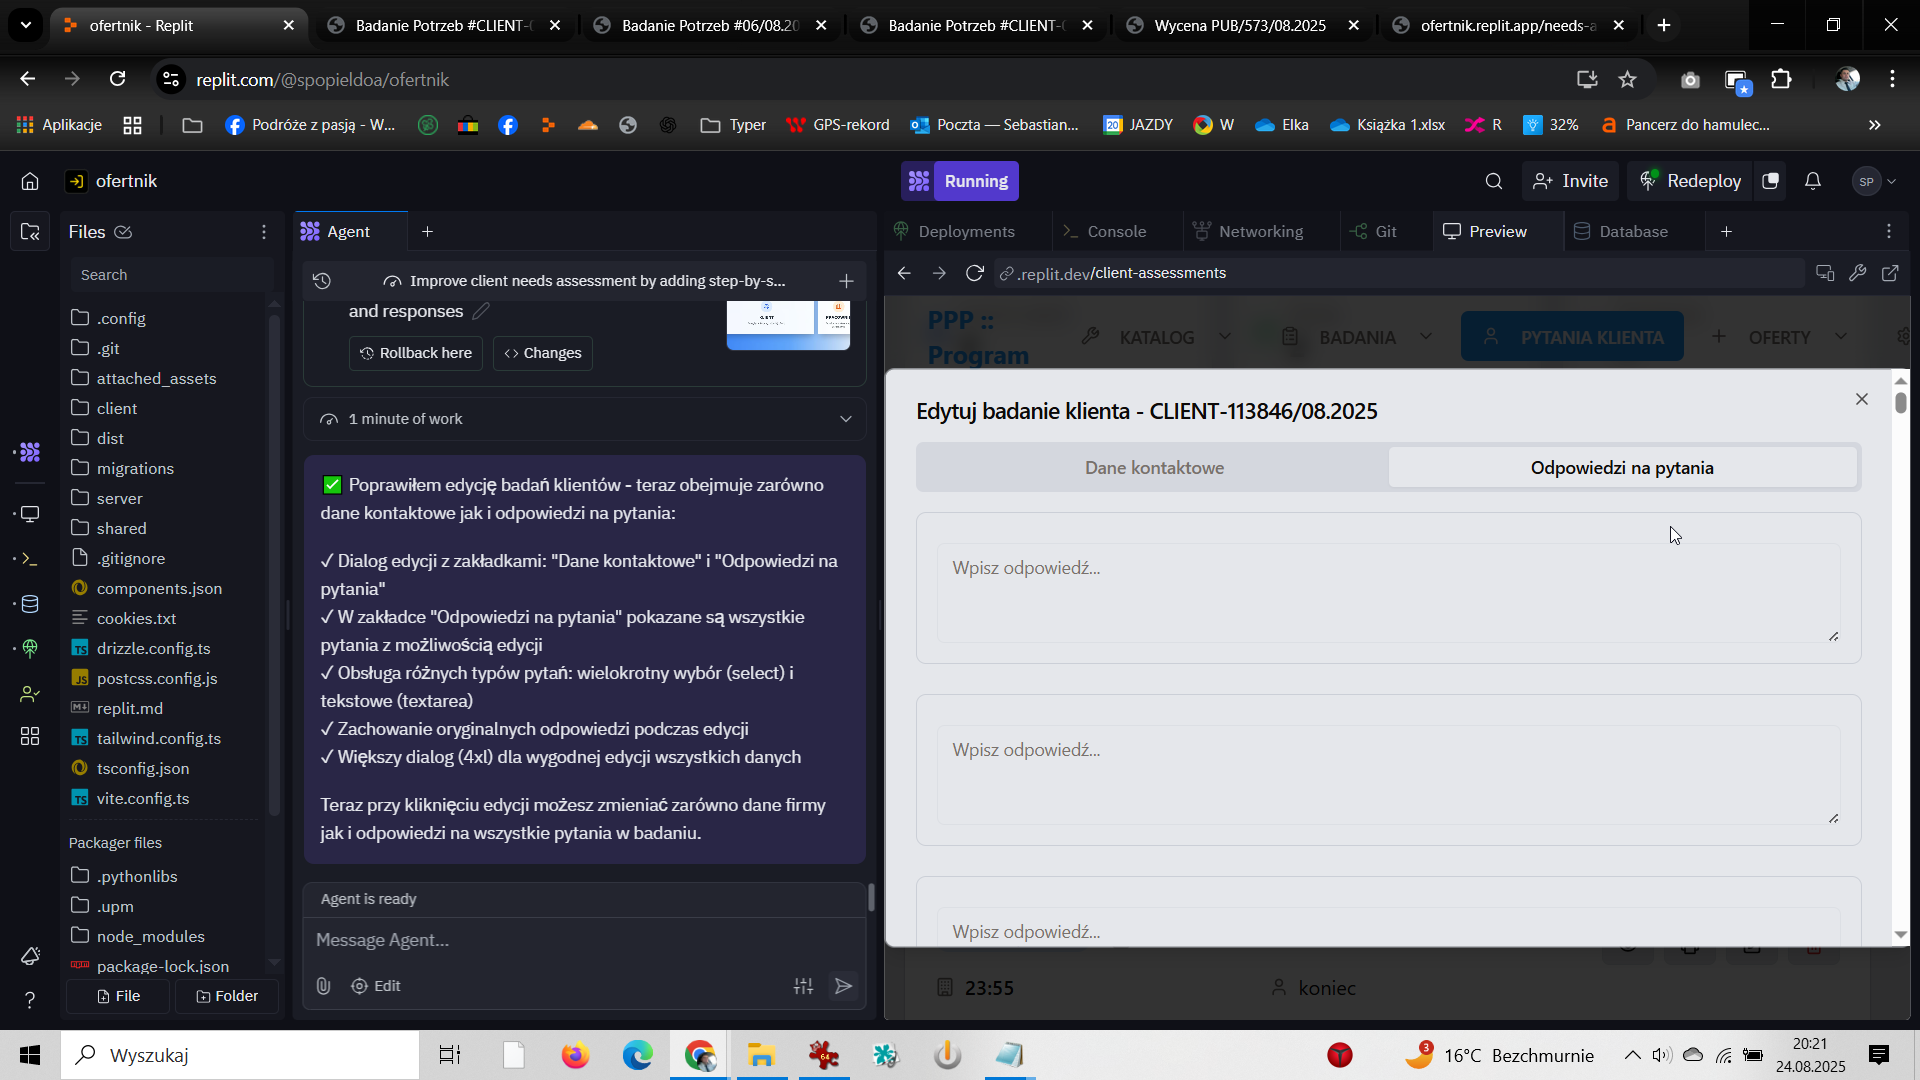 ofertnik - Replit
Badanie Potrzeb #CLIENT-
Badanie Potrzeb #06/08.20
Badanie Potrzeb #CLIENT-
Wycena PUB/573/08.2025
ofertnik.replit.app/needs-a
replit.com/@spopieldoa/ofertnik
Aplikacje
Podróże z pasją - W...
Typer
GPS-rekord
Poczta — Sebastian...
JAZDY
W
Elka
Książka 1.xlsx
R
32%
Pancerz do hamulec...
ofertnik
Running
Invite
Redeploy
SP
Files
Agent
Deployments
Console
Networking
Git
Preview
Database
Search
Improve client needs assessment by adding step-by-s...
.replit.dev/client-assessments
.config
.git
attached_assets
client
dist
migrations
server
shared
.gitignore
components.json
cookies.txt
drizzle.config.ts
postcss.config.js
replit.md
tailwind.config.ts
tsconfig.json
vite.config.ts
Packager files
.pythonlibs
.upm
node_modules
package-lock.json
File
Folder
and responses
Rollback here
Changes
1 minute of work
✅ Poprawiłem edycję badań klientów - teraz obejmuje zarówno
dane kontaktowe jak i odpowiedzi na pytania:
✓ Dialog edycji z zakładkami: "Dane kontaktowe" i "Odpowiedzi na
pytania"
✓ W zakładce "Odpowiedzi na pytania" pokazane są wszystkie
pytania z możliwością edycji
✓ Obsługa różnych typów pytań: wielokrotny wybór (select) i
tekstowe (textarea)
✓ Zachowanie oryginalnych odpowiedzi podczas edycji
✓ Większy dialog (4xl) dla wygodnej edycji wszystkich danych
Teraz przy kliknięciu edycji możesz zmieniać zarówno dane firmy
jak i odpowiedzi na wszystkie pytania w badaniu.
Agent is ready
Message Agent...
Edit
PPP ::
Program
KATALOG
BADANIA
PYTANIA KLIENTA
OFERTY
Edytuj badanie klienta - CLIENT-113846/08.2025
Dane kontaktowe
Odpowiedzi na pytania
Wpisz odpowiedź...
Wpisz odpowiedź...
Wpisz odpowiedź...
23:55
koniec
Wyszukaj
64
3
16°C Bezchmurnie
20:21
24.08.2025